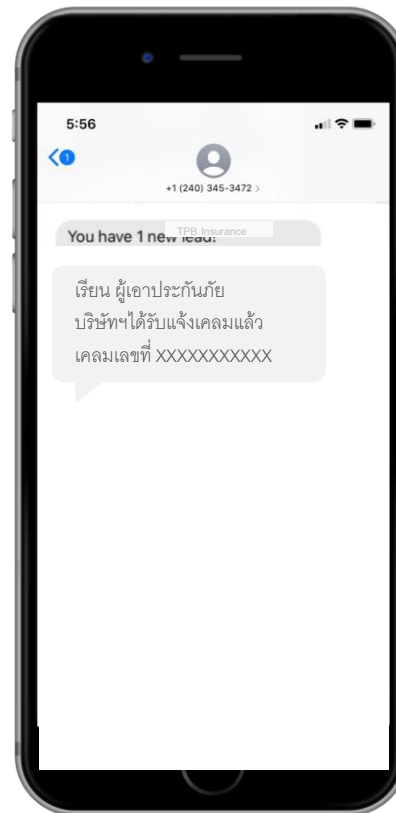 5:56
1
+1 (240) 345-3472 >
TPB Insurance
You have 1 new lead!
เรียน ผู้เอาประกันภัย
บริษัทฯได้รับแจ้งเคลมแล้ว
เคลมเลขที่ XXXXXXXXXXX